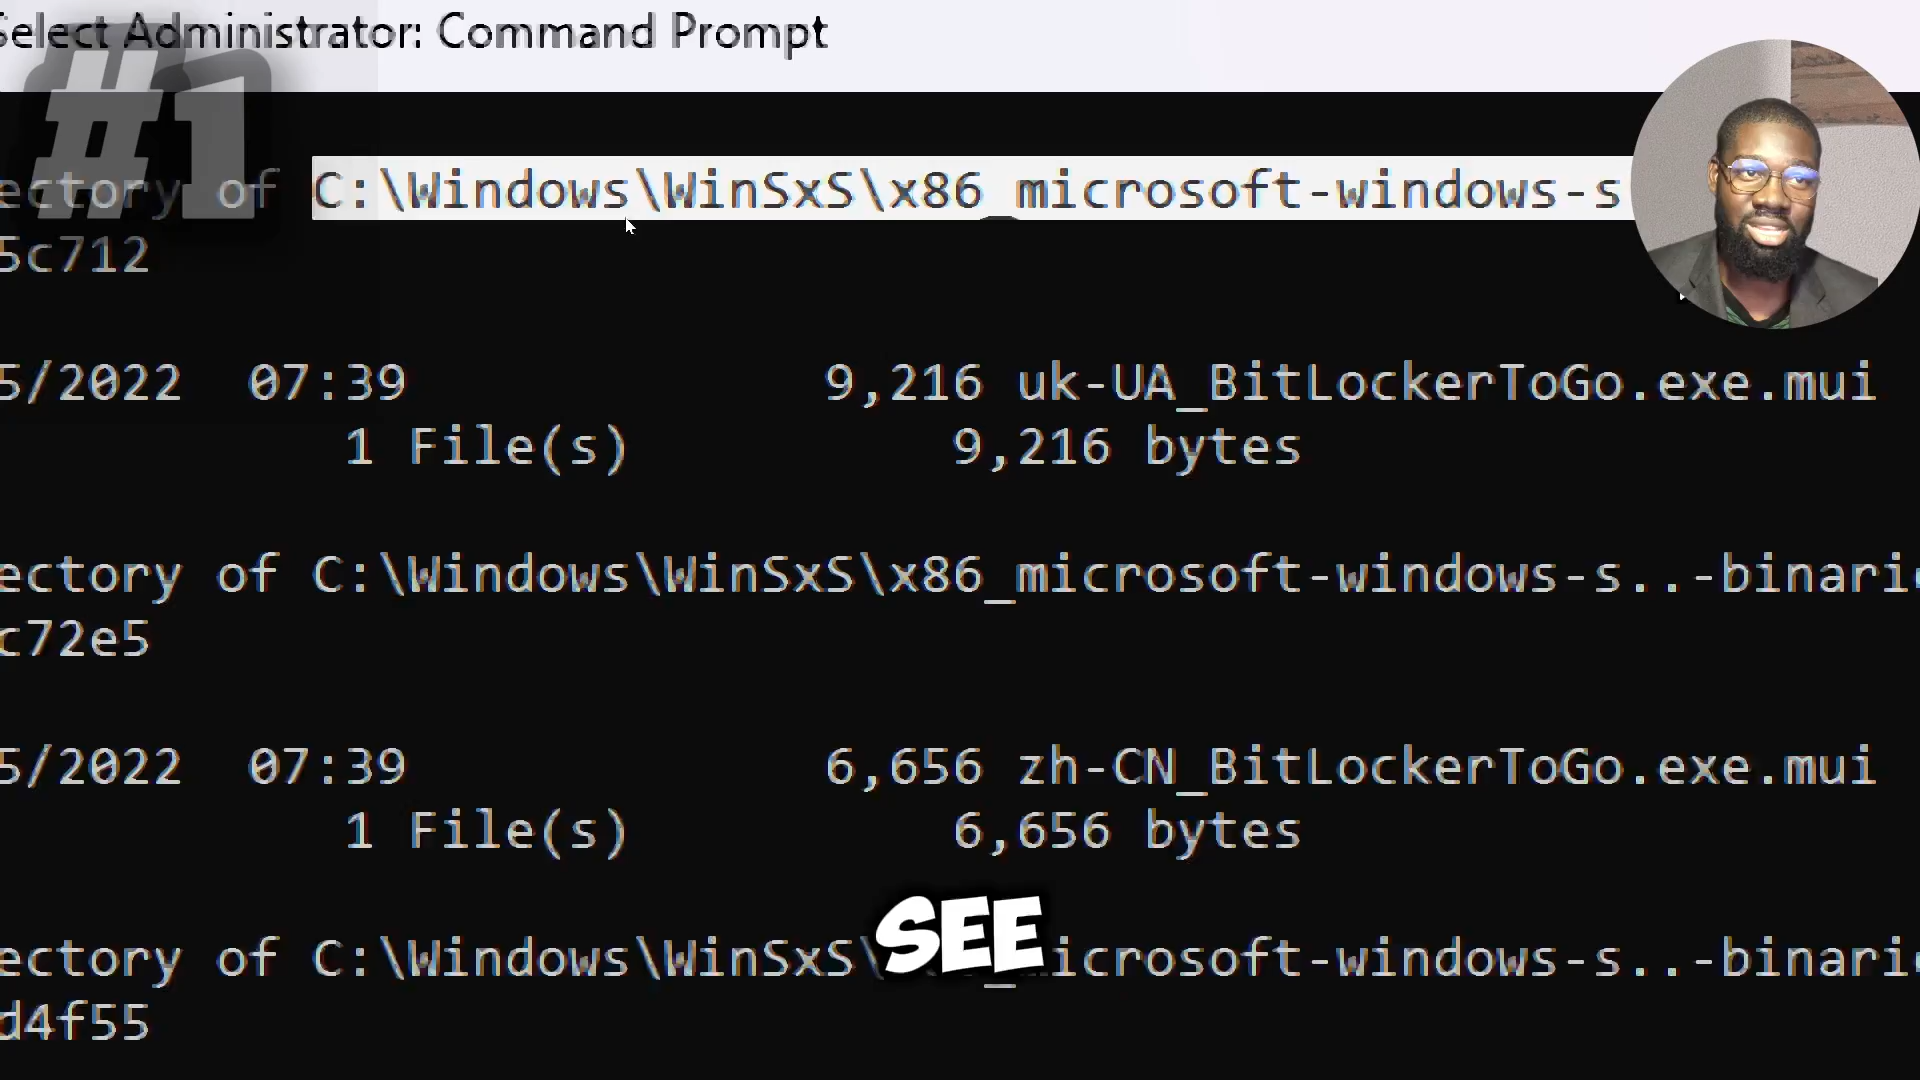 Select Administrator: Command Prompt
#1
ectory of C:\Windows\WinSxS\x86_microsoft-windows-s
5c712
5/2022 07:39 9,216 uk-UA_BitLockerToGo.exe.mui
1 File(s) 9,216 bytes
ectory of C:\Windows\WinSxS\x86_microsoft-windows-s..-binari
c72e5
5/2022 07:39 6,656 zh-CN_BitLockerToGo.exe.mui
1 File(s) 6,656 bytes
SEE
ectory of C:\Windows\WinSxS\ _microsoft-windows-s..-binari
d4f55